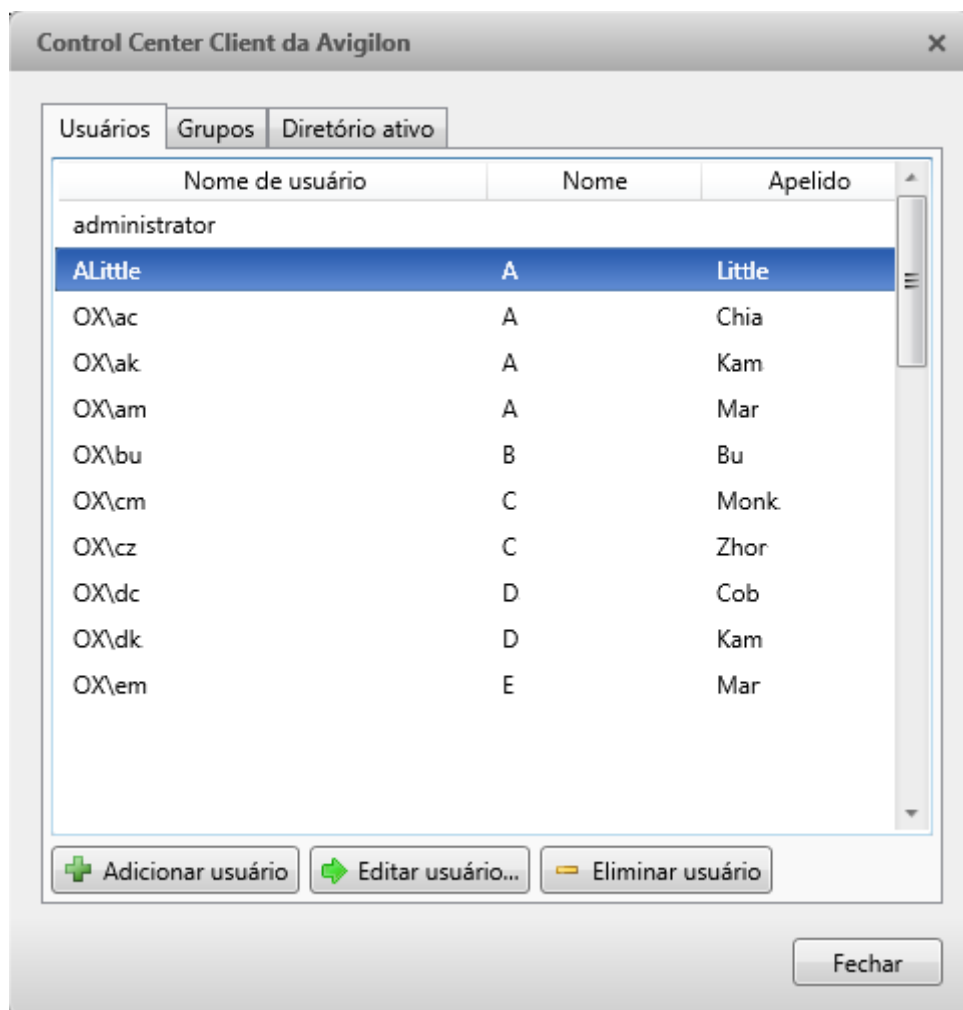 Control Center Client da Avigilon
Usuários Grupos Diretório ativo
Nome de usuário Nome Apelido
administrator
ALittle A Little
OX\ac A Chia
OX\ak A Kam
OX\am A Mar
OX\bu B Bu
OX\cm C Monk
OX\cz C Zhor
OX\dc D Cob
OX\dk D Kam
OX\em E Mar
Adicionar usuário Editar usuário... Eliminar usuário
Fechar